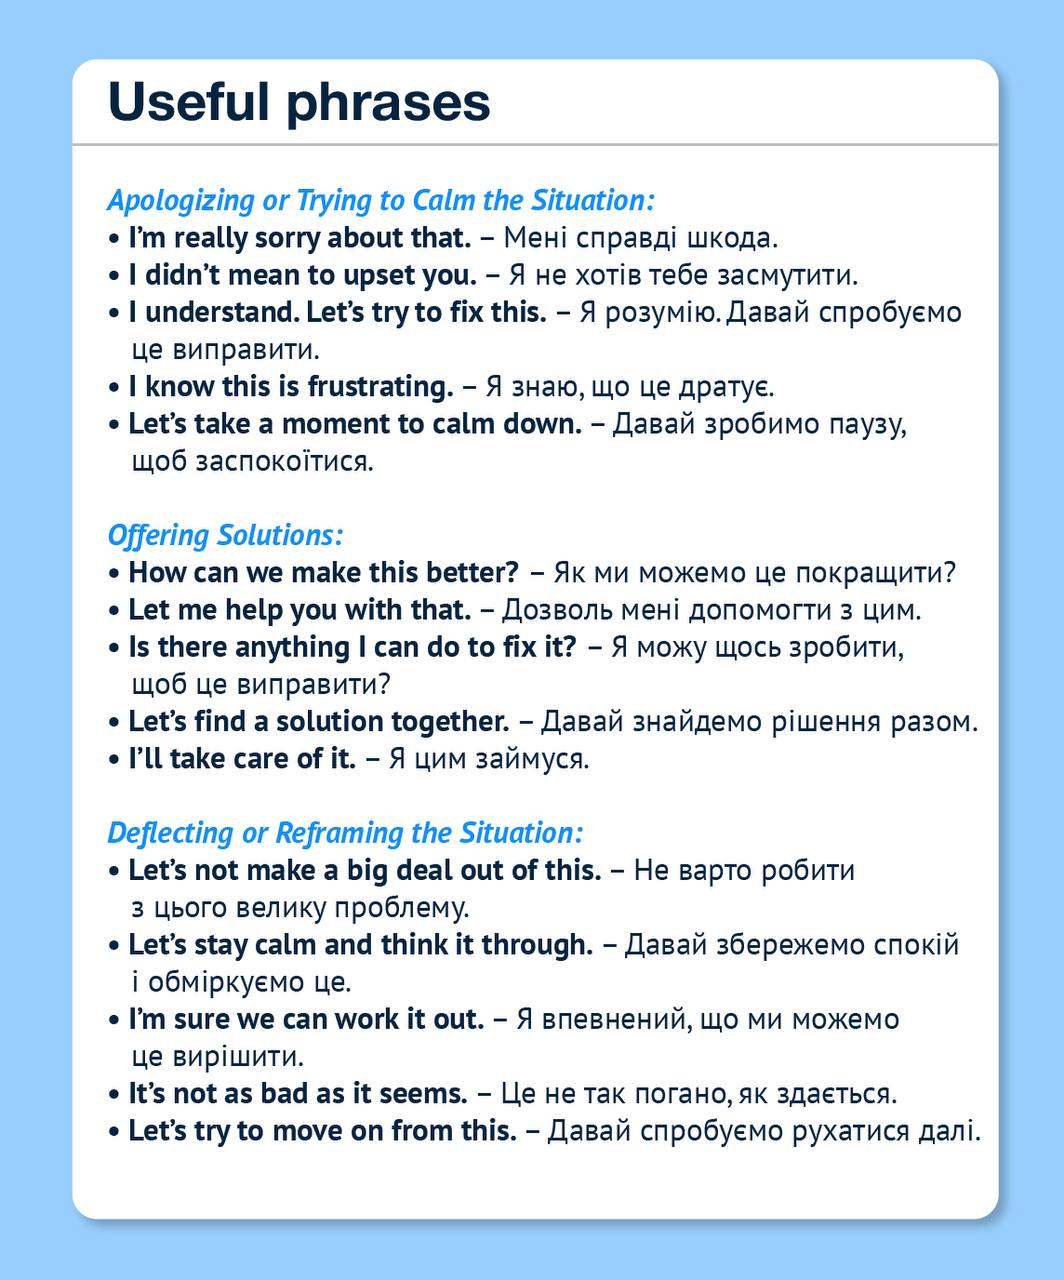 Useful phrases
Apologizing or Trying to Calm the Situation:
• I’m really sorry about that. – Мені справді шкода.
• I didn’t mean to upset you. – Я не хотів тебе засмутити.
• I understand. Let’s try to fix this. – Я розумію. Давай спробуємо
це виправити.
• I know this is frustrating. – Я знаю, що це дратує.
• Let’s take a moment to calm down. – Давай зробимо паузу,
щоб заспокоїтися.
Offering Solutions:
• How can we make this better? – Як ми можемо це покращити?
• Let me help you with that. – Дозволь мені допомогти з цим.
• Is there anything I can do to fix it? – Я можу щось зробити,
щоб це виправити?
• Let’s find a solution together. – Давай знайдемо рішення разом.
• I’ll take care of it. – Я цим займуся.
Deflecting or Reframing the Situation:
• Let’s not make a big deal out of this. – Не варто робити
з цього велику проблему.
• Let’s stay calm and think it through. – Давай збережемо спокій
і обміркуємо це.
• I’m sure we can work it out. – Я впевнений, що ми можемо
це вирішити.
• It’s not as bad as it seems. – Це не так погано, як здається.
• Let’s try to move on from this. – Давай спробуємо рухатися далі.